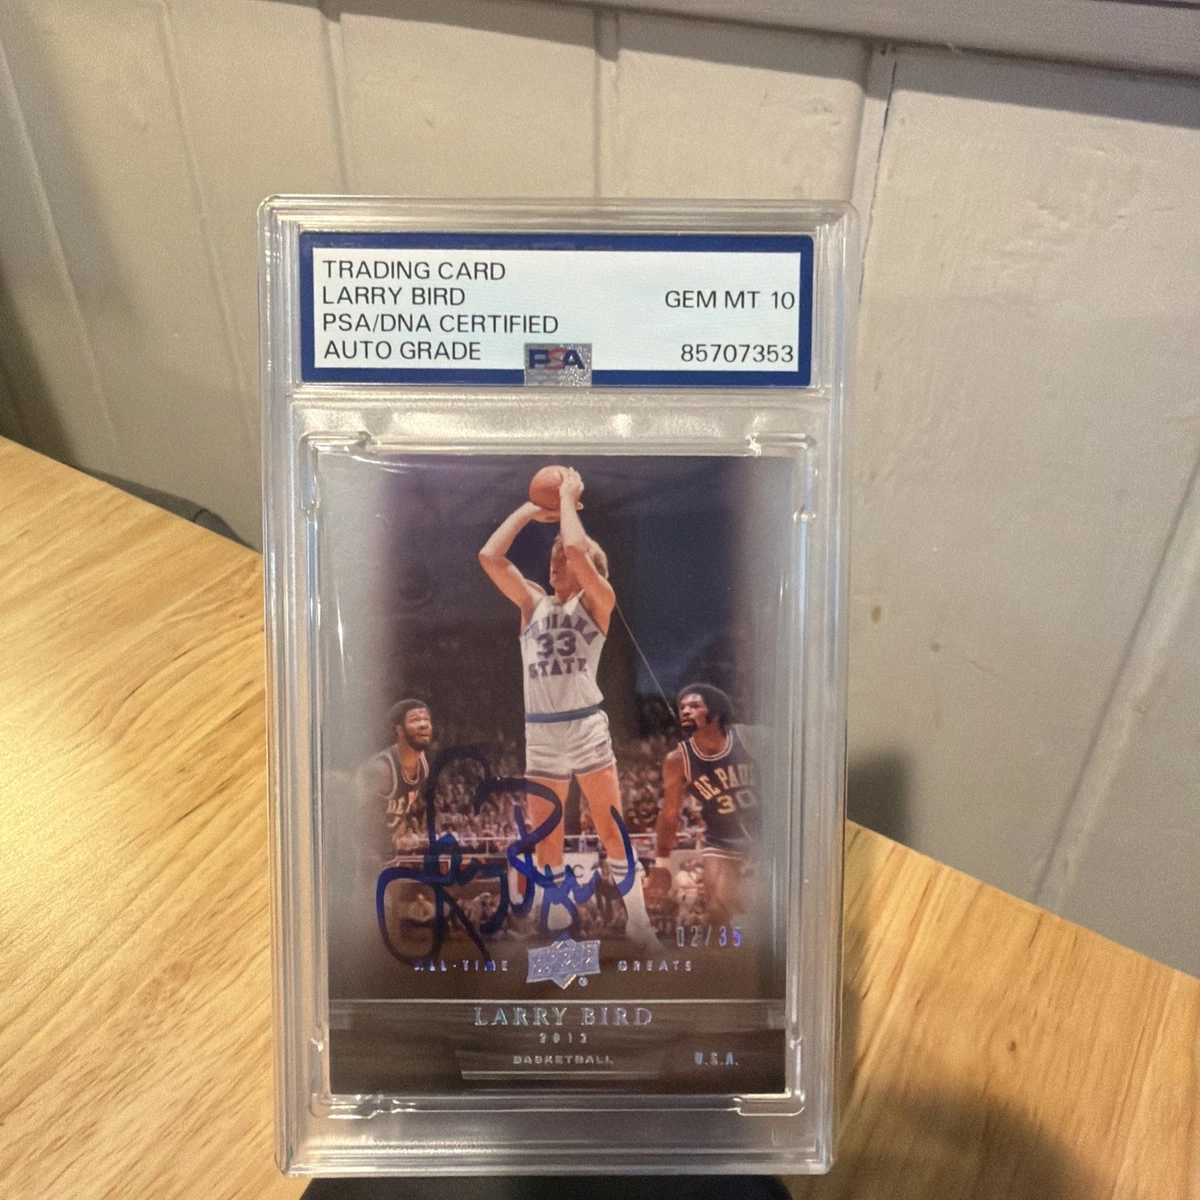 TRADING CARD
LARRY BIRD
GEM MT 10
PSA/DNA CERTIFIED
AUTO GRADE
PSA
85707353
INDIANA
33
STATE
DE PAUL
30
02/35
ALL-TIME
GREATS
LARRY BIRD
2012
BASKETBALL
U.S.A.